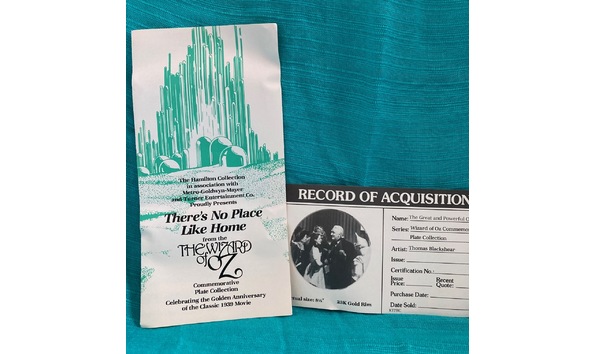 The Hamilton Collection
in association with
Metro-Goldwyn-Mayer
and Turner Entertainment Co.
Proudly Presents
There's No Place
Like Home
from the
THE WIZARD
of OZ
Commemorative
Plate Collection
Celebrating the Golden Anniversary
of the Classic 1939 Movie
RECORD OF ACQUISITION
Name: The Great and Powerful O
Series: Wizard of Oz Commemo
Plate Collection
Artist: Thomas Blackshear
Issue:
Certification No.:
Issue Price: Recent Quote:
Purchase Date:
Date Sold:
size: 8½" 23K Gold Rim